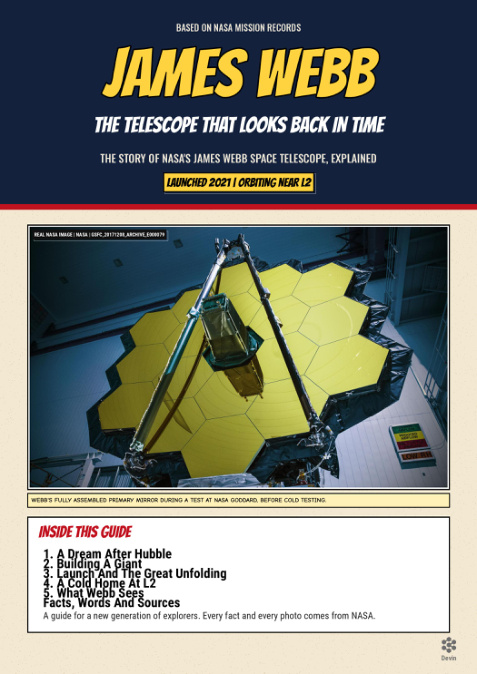 BASED ON NASA MISSION RECORDS
JAMES WEBB
THE TELESCOPE THAT LOOKS BACK IN TIME
THE STORY OF NASA'S JAMES WEBB SPACE TELESCOPE, EXPLAINED
LAUNCHED 2021 | ORBITING NEAR L2
REAL NASA IMAGE | NASA | GSFC_20171208_ARCHIVE_E000079
WEBB'S FULLY ASSEMBLED PRIMARY MIRROR DURING A TEST AT NASA GODDARD, BEFORE COLD TESTING.
INSIDE THIS GUIDE
1. A Dream After Hubble
2. Building A Giant
3. Launch And The Great Unfolding
4. A Cold Home At L2
5. What Webb Sees
Facts, Words And Sources
A guide for a new generation of explorers. Every fact and every photo comes from NASA.
Devin